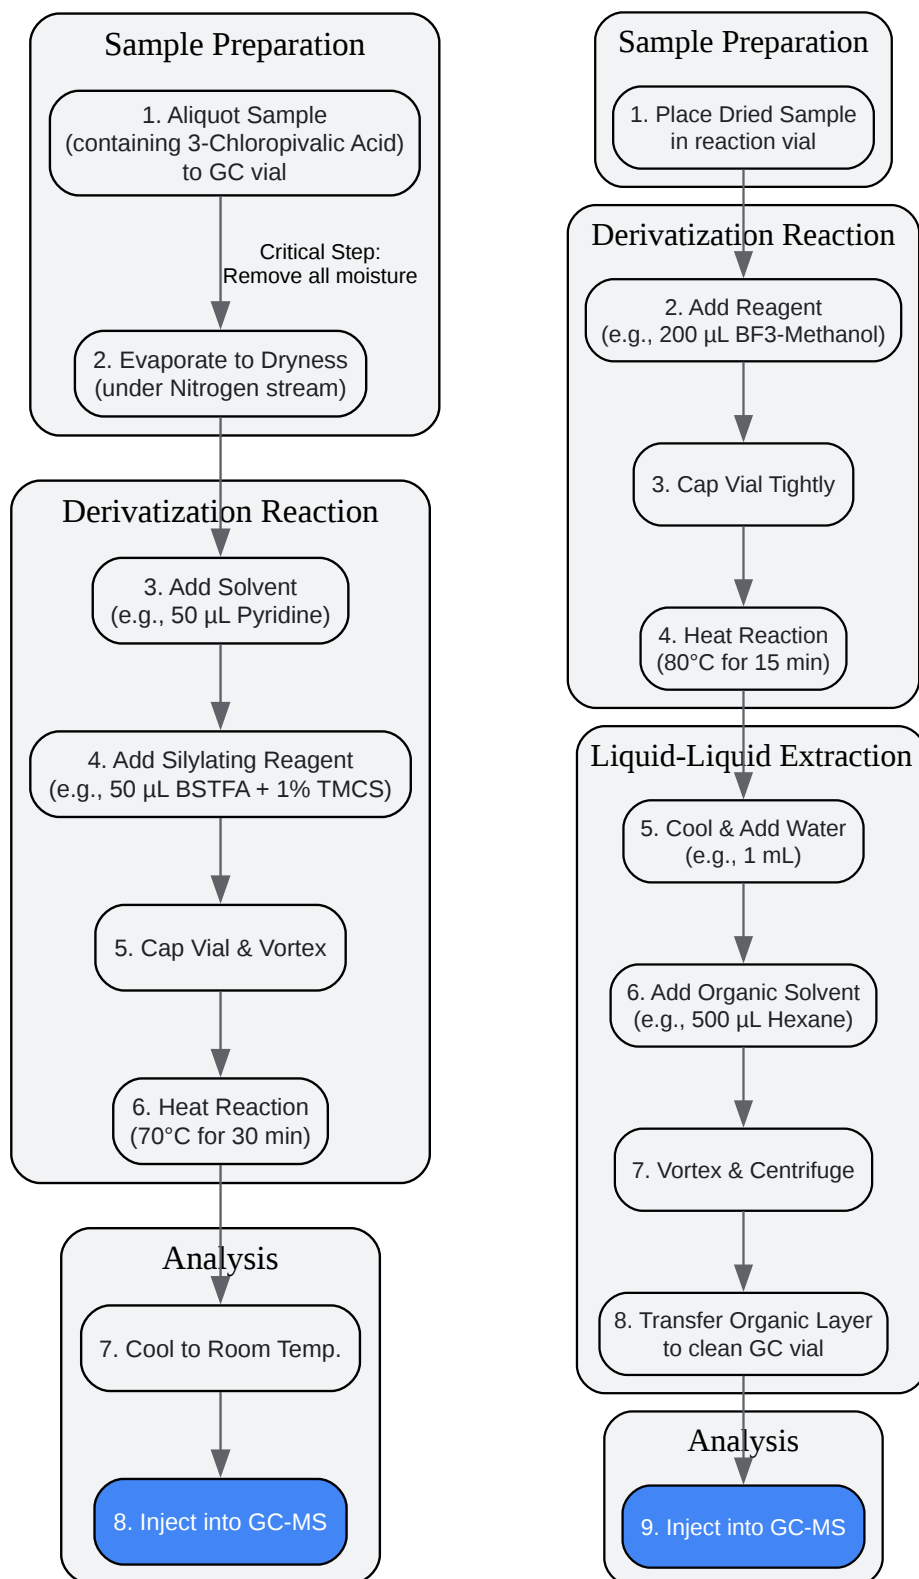 Sample Preparation
1. Aliquot Sample
(containing 3-Chloropivalic Acid)
to GC vial
Critical Step:
Remove all moisture
2. Evaporate to Dryness
(under Nitrogen stream)
Derivatization Reaction
3. Add Solvent
(e.g., 50 µL Pyridine)
4. Add Silylating Reagent
(e.g., 50 µL BSTFA + 1% TMCS)
5. Cap Vial & Vortex
6. Heat Reaction
(70°C for 30 min)
Analysis
7. Cool to Room Temp.
8. Inject into GC-MS
Sample Preparation
1. Place Dried Sample
in reaction vial
Derivatization Reaction
2. Add Reagent
(e.g., 200 µL BF3-Methanol)
3. Cap Vial Tightly
4. Heat Reaction
(80°C for 15 min)
Liquid-Liquid Extraction
5. Cool & Add Water
(e.g., 1 mL)
6. Add Organic Solvent
(e.g., 500 µL Hexane)
7. Vortex & Centrifuge
8. Transfer Organic Layer
to clean GC vial
Analysis
9. Inject into GC-MS